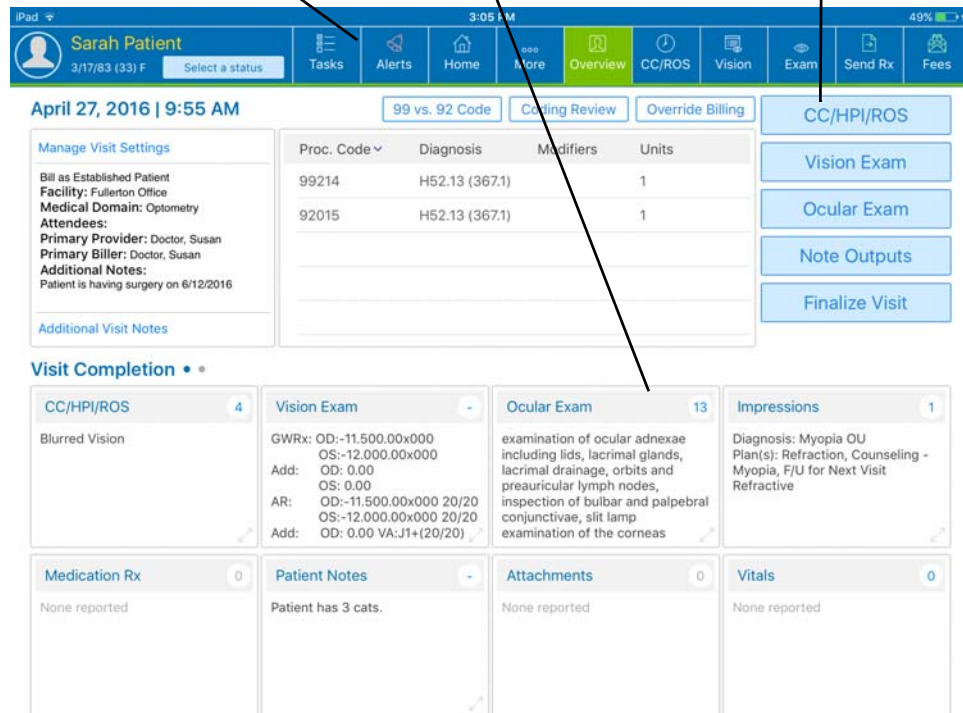 iPad 3:05 PM 49%
Sarah Patient
3/17/83 (33) F Select a status
Tasks Alerts Home More Overview CC/ROS Vision Exam Send Rx Fees
April 27, 2016 | 9:55 AM
99 vs. 92 Code Coding Review Override Billing
CC/HPI/ROS
Vision Exam
Ocular Exam
Note Outputs
Finalize Visit
Manage Visit Settings
Bill as Established Patient
Facility: Fullerton Office
Medical Domain: Optometry
Attendees:
Primary Provider: Doctor, Susan
Primary Biller: Doctor, Susan
Additional Notes:
Patient is having surgery on 6/12/2016
Additional Visit Notes
Proc. Code Diagnosis Modifiers Units
99214 H52.13 (367.1) 1
92015 H52.13 (367.1) 1
Visit Completion
CC/HPI/ROS 4
Blurred Vision
Vision Exam -
GWRx: OD:-11.500.00x000
OS:-12.000.00x000
Add: OD: 0.00
OS: 0.00
AR: OD:-11.500.00x000 20/20
OS:-12.000.00x000 20/20
Add: OD: 0.00 VA:J1+(20/20)
Ocular Exam 13
examination of ocular adnexae
including lids, lacrimal glands,
lacrimal drainage, orbits and
preauricular lymph nodes,
inspection of bulbar and palpebral
conjunctivae, slit lamp
examination of the corneas
Impressions 1
Diagnosis: Myopia OU
Plan(s): Refraction, Counseling -
Myopia, F/U for Next Visit
Refractive
Medication Rx 0
None reported
Patient Notes -
Patient has 3 cats.
Attachments 0
None reported
Vitals 0
None reported